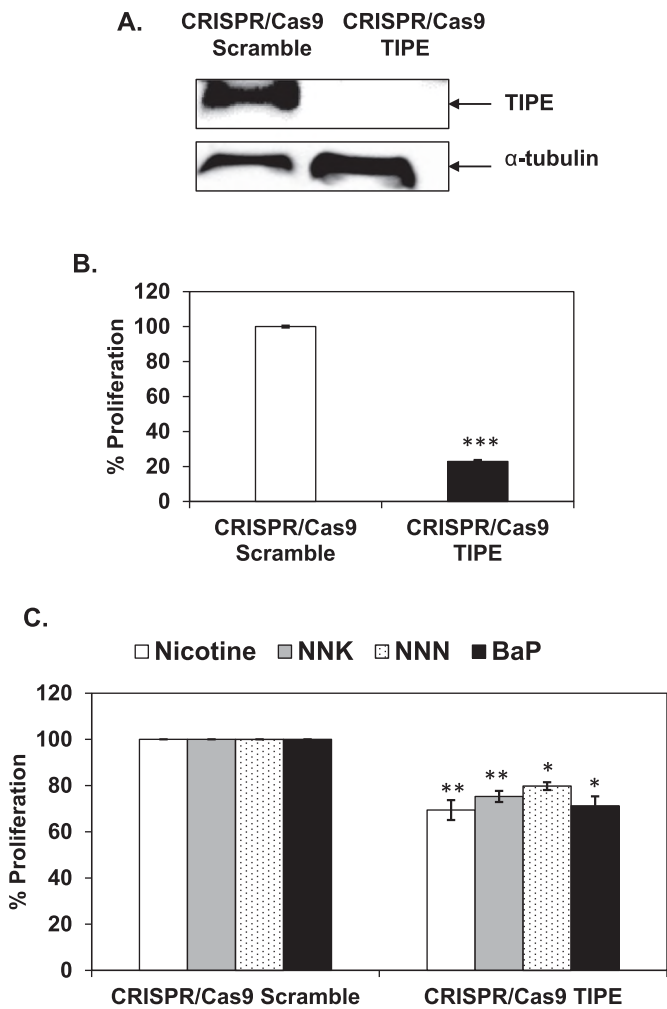 A.
CRISPR/Cas9 CRISPR/Cas9
Scramble TIPE
TIPE
α-tubulin
B.
120
100
80
60
40
20
0
% Proliferation
***
CRISPR/Cas9 CRISPR/Cas9
Scramble TIPE
C.
Nicotine NNK NNN BaP
120
100
80
60
40
20
0
% Proliferation
** ** * *
CRISPR/Cas9 Scramble CRISPR/Cas9 TIPE